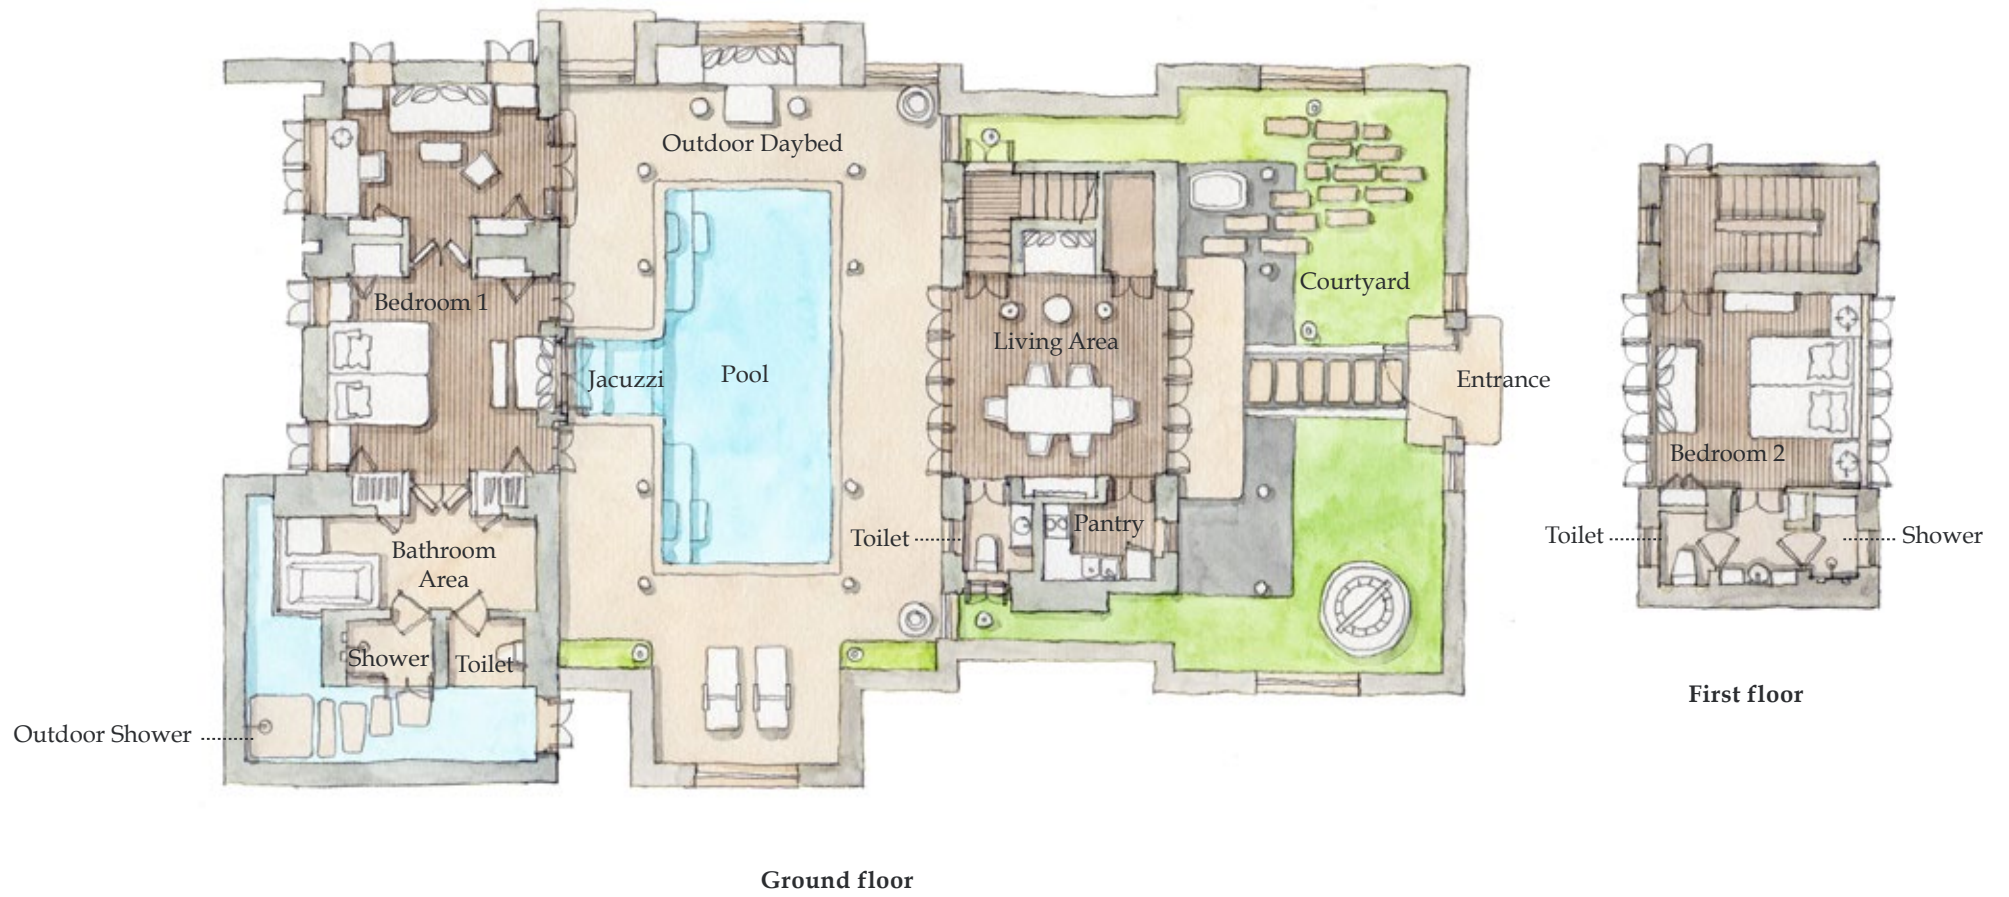 Outdoor Daybed
Courtyard
Bedroom 1
Living Area
Jacuzzi
Pool
Entrance
Bedroom 2
Toilet
Pantry
Toilet
Shower
Bathroom
Area
Shower
Toilet
First floor
Outdoor Shower
Ground floor